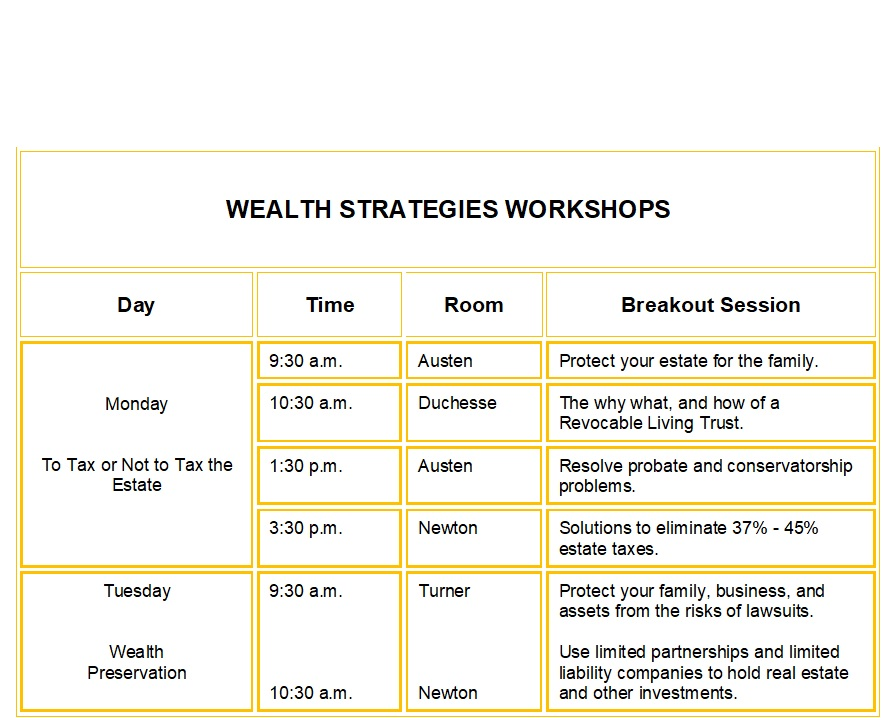 WEALTH STRATEGIES WORKSHOPS
Day
Time
Room
Breakout Session
Monday
To Tax or Not to Tax the
Estate
9:30 a.m.
Austen
Protect your estate for the family.
10:30 a.m.
Duchesse
The why what, and how of a
Revocable Living Trust.
1:30 p.m.
Austen
Resolve probate and conservatorship
problems.
3:30 p.m.
Newton
Solutions to eliminate 37% - 45%
estate taxes.
Tuesday
Wealth
Preservation
9:30 a.m.
Turner
Protect your family, business, and
assets from the risks of lawsuits.
10:30 a.m.
Newton
Use limited partnerships and limited
liability companies to hold real estate
and other investments.